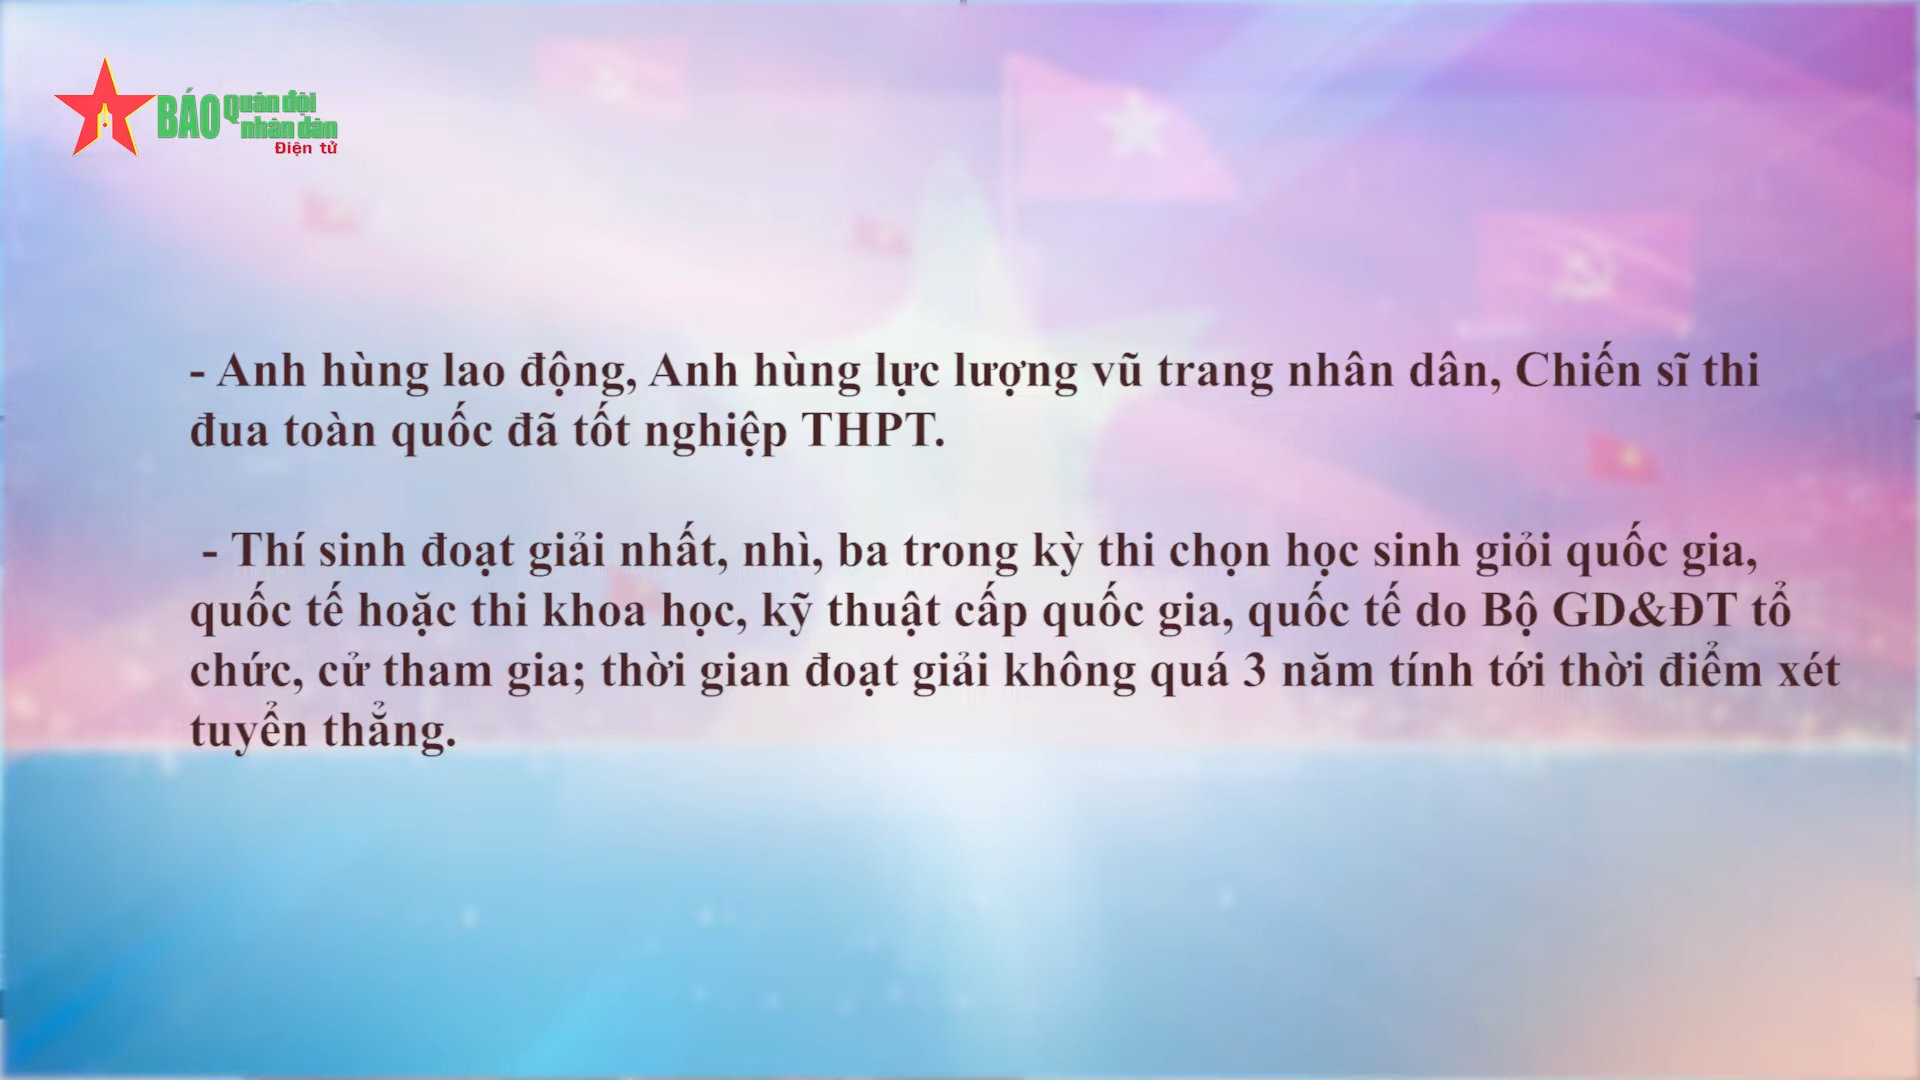 BÁO Quân đội
nhân dân
Điện tử
- Anh hùng lao động, Anh hùng lực lượng vũ trang nhân dân, Chiến sĩ thi
đua toàn quốc đã tốt nghiệp THPT.
- Thí sinh đoạt giải nhất, nhì, ba trong kỳ thi chọn học sinh giỏi quốc gia,
quốc tế hoặc thi khoa học, kỹ thuật cấp quốc gia, quốc tế do Bộ GD&ĐT tổ
chức, cử tham gia; thời gian đoạt giải không quá 3 năm tính tới thời điểm xét
tuyển thẳng.